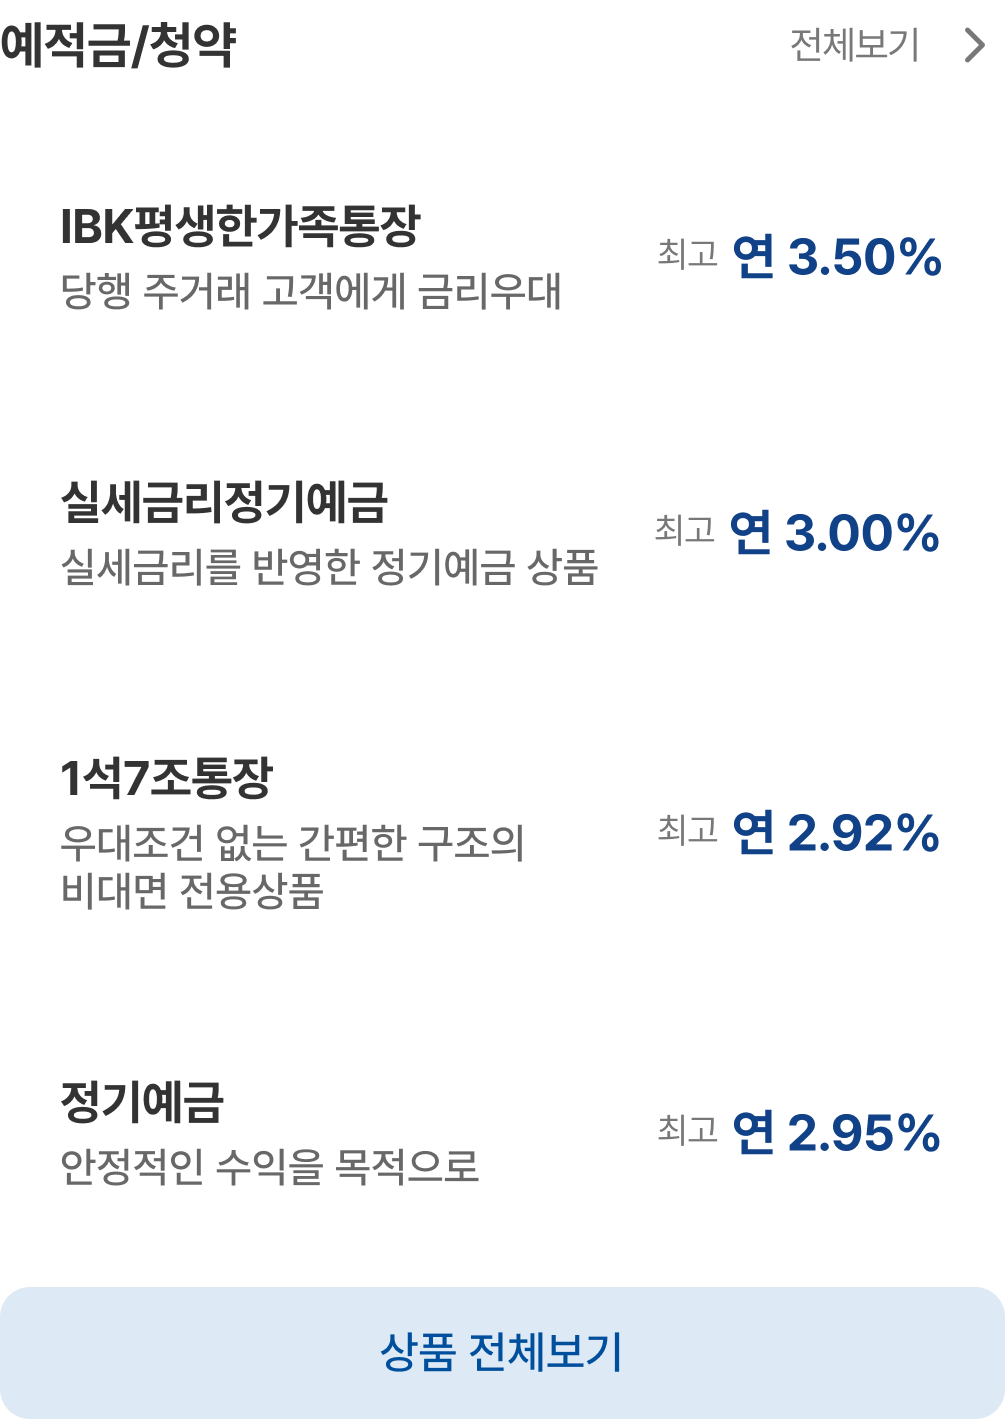 예적금/청약
전체보기
IBK평생한가족통장
당행 주거래 고객에게 금리우대
최고 연 3.50%
실세금리정기예금
실세금리를 반영한 정기예금 상품
최고 연 3.00%
1석7조통장
우대조건 없는 간편한 구조의
비대면 전용상품
최고 연 2.92%
정기예금
안정적인 수익을 목적으로
최고 연 2.95%
상품 전체보기